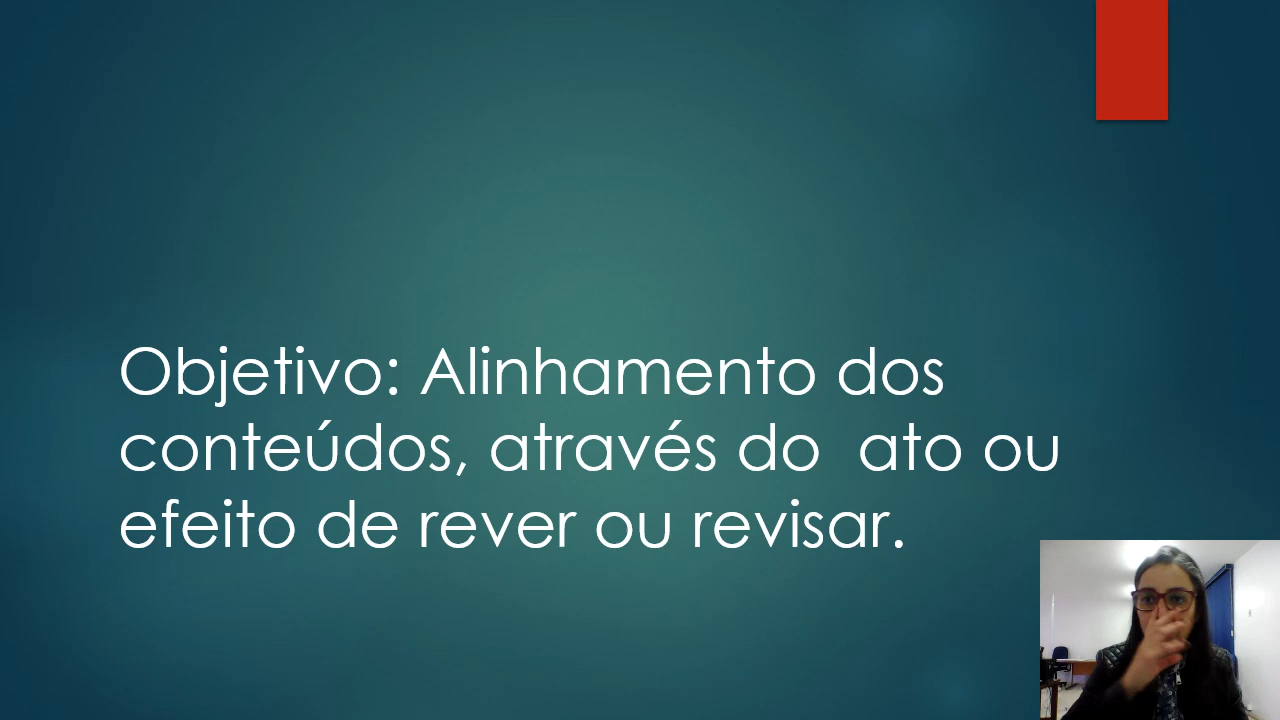 Objetivo: Alinhamento dos
conteúdos, através do  ato ou
efeito de rever ou revisar.